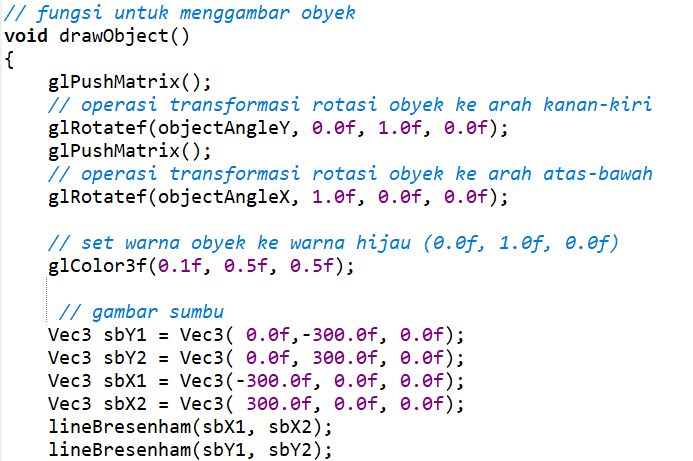 // fungsi untuk menggambar obyek
void drawObject()
{
    glPushMatrix();
    // operasi transformasi rotasi obyek ke arah kanan-kiri
    glRotatef(objectAngleY, 0.0f, 1.0f, 0.0f);
    glPushMatrix();
    // operasi transformasi rotasi obyek ke arah atas-bawah
    glRotatef(objectAngleX, 1.0f, 0.0f, 0.0f);

    // set warna obyek ke warna hijau (0.0f, 1.0f, 0.0f)
    glColor3f(0.1f, 0.5f, 0.5f);

     // gambar sumbu
    Vec3 sbY1 = Vec3( 0.0f,-300.0f, 0.0f);
    Vec3 sbY2 = Vec3( 0.0f, 300.0f, 0.0f);
    Vec3 sbX1 = Vec3(-300.0f, 0.0f, 0.0f);
    Vec3 sbX2 = Vec3( 300.0f, 0.0f, 0.0f);
    lineBresenham(sbX1, sbX2);
    lineBresenham(sbY1, sbY2);